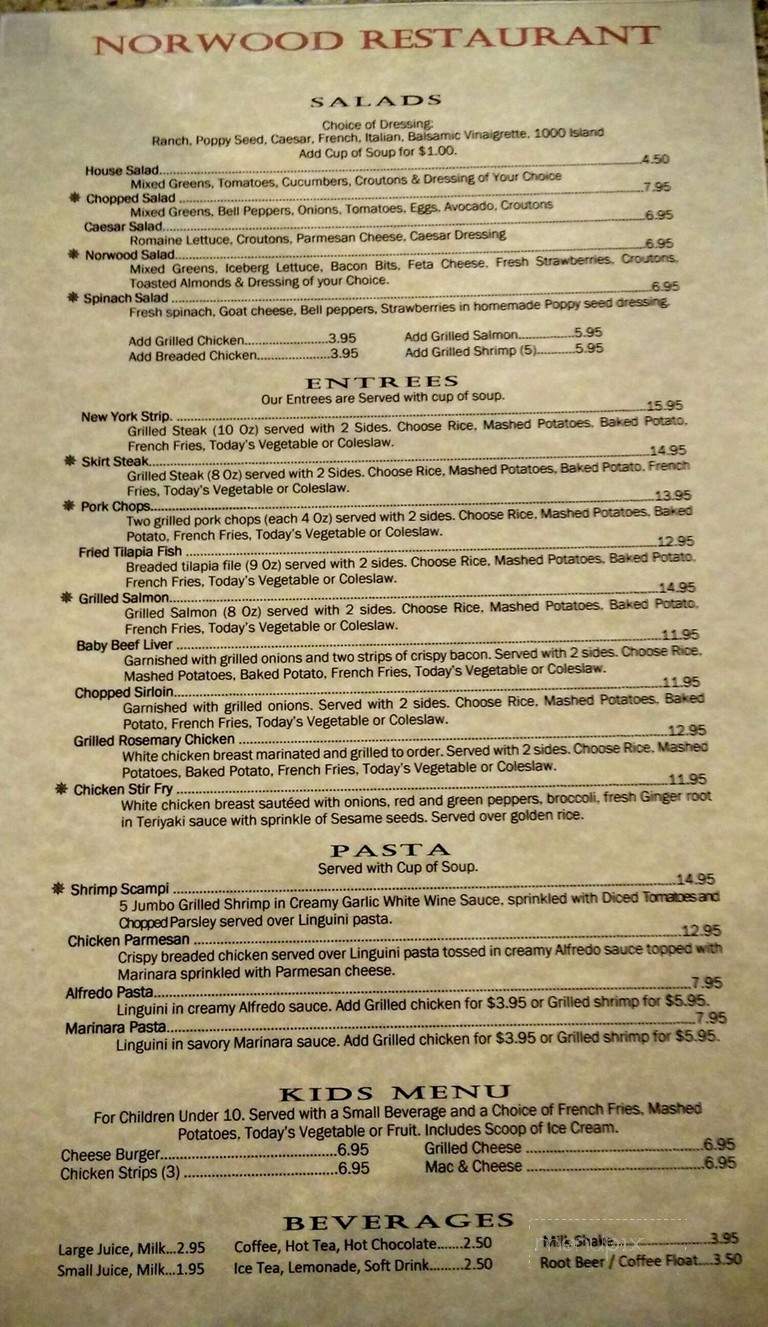 NORWOOD RESTAURANT
SALADS
Choice of Dressing:
Ranch, Poppy Seed, Caesar, French, Italian, Balsamic Vinaigrette, 1000 Island
Add Cup of Soup for $1.00.
House Salad....................4.50
Mixed Greens, Tomatoes, Cucumbers, Croutons & Dressing of Your Choice
✵ Chopped Salad ....................7.95
Mixed Greens, Bell Peppers, Onions, Tomatoes, Eggs, Avocado, Croutons
Caesar Salad....................6.95
Romaine Lettuce, Croutons, Parmesan Cheese, Caesar Dressing
✵ Norwood Salad....................6.95
Mixed Greens, Iceberg Lettuce, Bacon Bits, Feta Cheese, Fresh Strawberries, Croutons,
Toasted Almonds & Dressing of your Choice.
✵ Spinach Salad ....................6.95
Fresh spinach, Goat cheese, Bell peppers, Strawberries in homemade Poppy seed dressing.
Add Grilled Chicken....................3.95 Add Grilled Salmon..............5.95
Add Breaded Chicken..................3.95 Add Grilled Shrimp (5)..........5.95
ENTREES
Our Entrees are Served with cup of soup.
New York Strip. ....................15.95
Grilled Steak (10 Oz) served with 2 Sides. Choose Rice, Mashed Potatoes, Baked Potato,
French Fries, Today's Vegetable or Coleslaw.
✵ Skirt Steak....................14.95
Grilled Steak (8 Oz) served with 2 Sides. Choose Rice, Mashed Potatoes, Baked Potato, French
Fries, Today's Vegetable or Coleslaw.
✵ Pork Chops....................13.95
Two grilled pork chops (each 4 Oz) served with 2 sides. Choose Rice, Mashed Potatoes, Baked
Potato, French Fries, Today's Vegetable or Coleslaw.
Fried Tilapia Fish ....................12.95
Breaded tilapia file (9 Oz) served with 2 sides. Choose Rice, Mashed Potatoes, Baked Potato,
French Fries, Today's Vegetable or Coleslaw.
✵ Grilled Salmon....................14.95
Grilled Salmon (8 Oz) served with 2 sides. Choose Rice, Mashed Potatoes, Baked Potato,
French Fries, Today's Vegetable or Coleslaw.
Baby Beef Liver ....................11.95
Garnished with grilled onions and two strips of crispy bacon. Served with 2 sides. Choose Rice,
Mashed Potatoes, Baked Potato, French Fries, Today's Vegetable or Coleslaw.
Chopped Sirloin....................11.95
Garnished with grilled onions. Served with 2 sides. Choose Rice, Mashed Potatoes, Baked
Potato, French Fries, Today's Vegetable or Coleslaw.
Grilled Rosemary Chicken ....................12.95
White chicken breast marinated and grilled to order. Served with 2 sides. Choose Rice, Mashed
Potatoes, Baked Potato, French Fries, Today's Vegetable or Coleslaw.
✵ Chicken Stir Fry ....................11.95
White chicken breast sautéed with onions, red and green peppers, broccoli, fresh Ginger root
in Teriyaki sauce with sprinkle of Sesame seeds. Served over golden rice.
PASTA
Served with Cup of Soup.
✵ Shrimp Scampi ....................14.95
5 Jumbo Grilled Shrimp in Creamy Garlic White Wine Sauce, sprinkled with Diced Tomatoes and
Chopped Parsley served over Linguini pasta.
Chicken Parmesan ....................12.95
Crispy breaded chicken served over Linguini pasta tossed in creamy Alfredo sauce topped with
Marinara sprinkled with Parmesan cheese.
Alfredo Pasta....................7.95
Linguini in creamy Alfredo sauce. Add Grilled chicken for $3.95 or Grilled shrimp for $5.95.
Marinara Pasta....................7.95
Linguini in savory Marinara sauce. Add Grilled chicken for $3.95 or Grilled shrimp for $5.95.
KIDS MENU
For Children Under 10. Served with a Small Beverage and a Choice of French Fries, Mashed
Potatoes, Today's Vegetable or Fruit. Includes Scoop of Ice Cream.
Cheese Burger....................6.95 Grilled Cheese ....................6.95
Chicken Strips (3) ....................6.95 Mac & Cheese ....................6.95
BEVERAGES
Large Juice, Milk...2.95 Coffee, Hot Tea, Hot Chocolate.......2.50 Milk Shake....................3.95
Small Juice, Milk...1.95 Ice Tea, Lemonade, Soft Drink.........2.50 Root Beer / Coffee Float....3.50